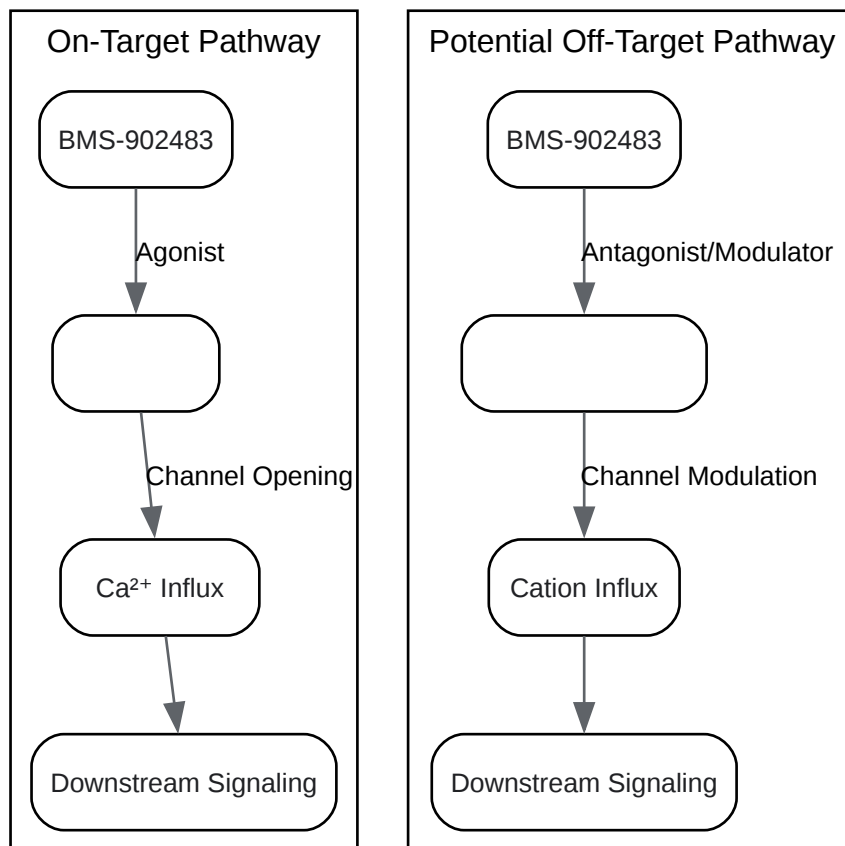 On-Target Pathway
BMS-902483
Agonist
Channel Opening
Ca²⁺ Influx
Downstream Signaling
Potential Off-Target Pathway
BMS-902483
Antagonist/Modulator
Channel Modulation
Cation Influx
Downstream Signaling